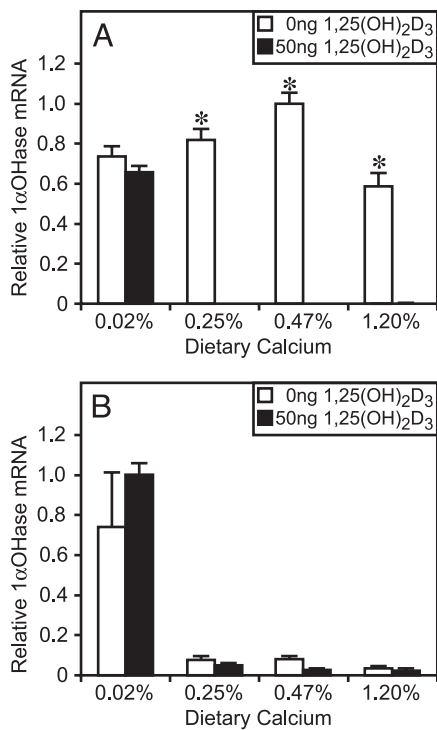 A
0ng 1,25(OH)2D3
50ng 1,25(OH)2D3
Relative 1αOHase mRNA
1.2
1.0
0.8
0.6
0.4
0.2
0
*
*
*
0.02%
0.25%
0.47%
1.20%
Dietary Calcium
B
0ng 1,25(OH)2D3
50ng 1,25(OH)2D3
Relative 1αOHase mRNA
1.2
1.0
0.8
0.6
0.4
0.2
0
0.02%
0.25%
0.47%
1.20%
Dietary Calcium